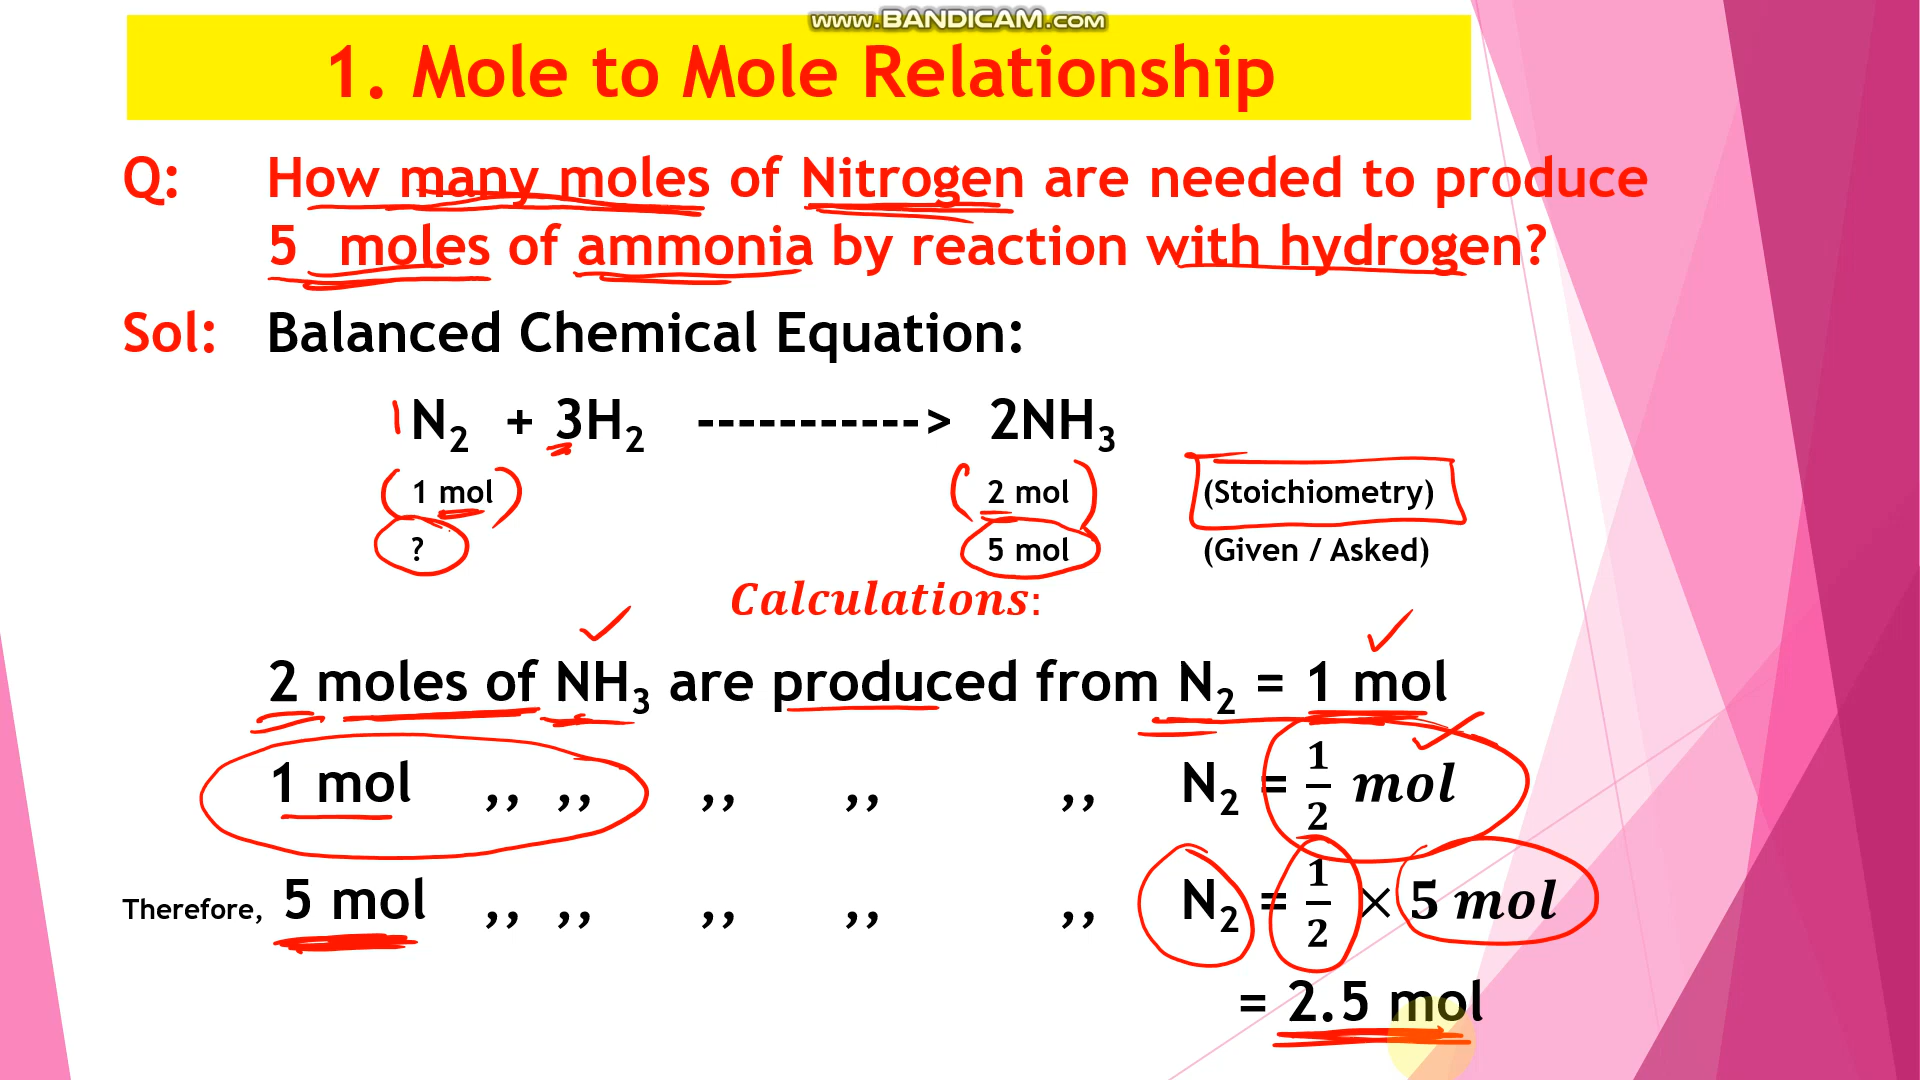 www.BANDICAM.com
1. Mole to Mole Relationship
Q: How many moles of Nitrogen are needed to produce
5 moles of ammonia by reaction with hydrogen?
Sol: Balanced Chemical Equation:
1N₂ + 3H₂ -----------> 2NH₃
1 mol 2 mol (Stoichiometry)
? 5 mol (Given / Asked)
Calculations:
2 moles of NH₃ are produced from N₂ = 1 mol
1 mol ,, ,, ,, ,, ,, N₂ = 1/2 mol
Therefore, 5 mol ,, ,, ,, ,, ,, N₂ = 1/2 × 5 mol
= 2.5 mol